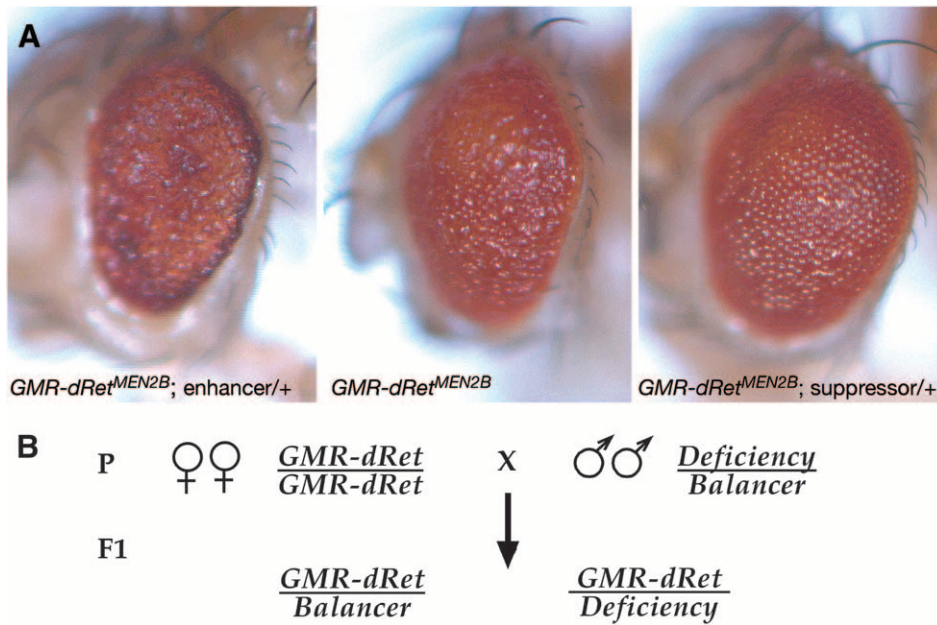 A
GMR-dRet^MEN2B; enhancer/+
GMR-dRet^MEN2B
GMR-dRet^MEN2B; suppressor/+
B
P ♀♀ GMR-dRet/GMR-dRet X ♂♂ Deficiency/Balancer
F1
GMR-dRet/Balancer GMR-dRet/Deficiency